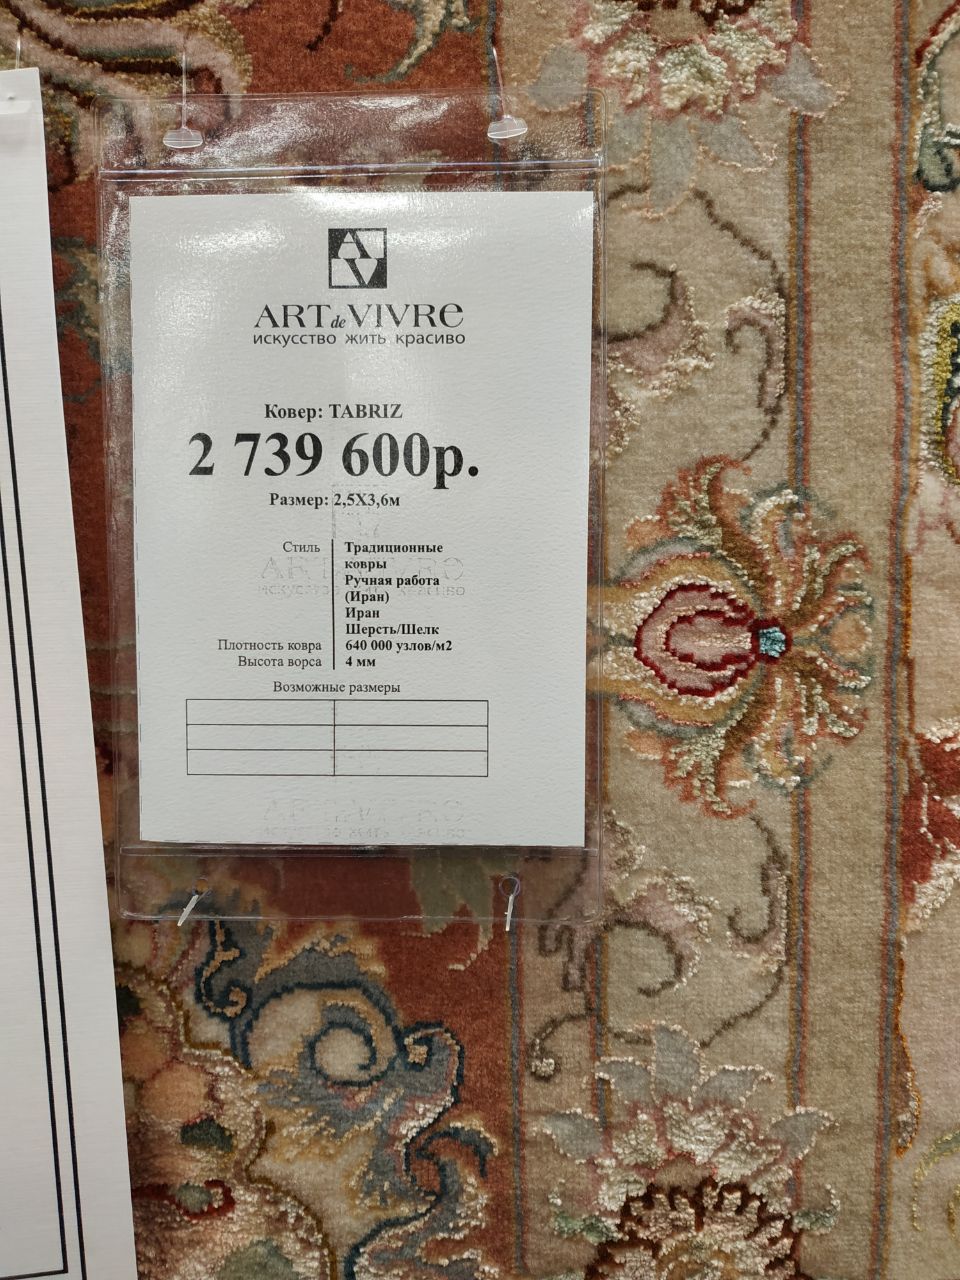 ART de VIVRE
искусство жить красиво
Ковер: TABRIZ
2 739 600р.
Размер: 2,5X3,6м
Стиль Традиционные
ковры
Ручная работа
(Иран)
Иран
Шерсть/Шелк
Плотность ковра 640 000 узлов/м2
Высота ворса 4 мм
Возможные размеры